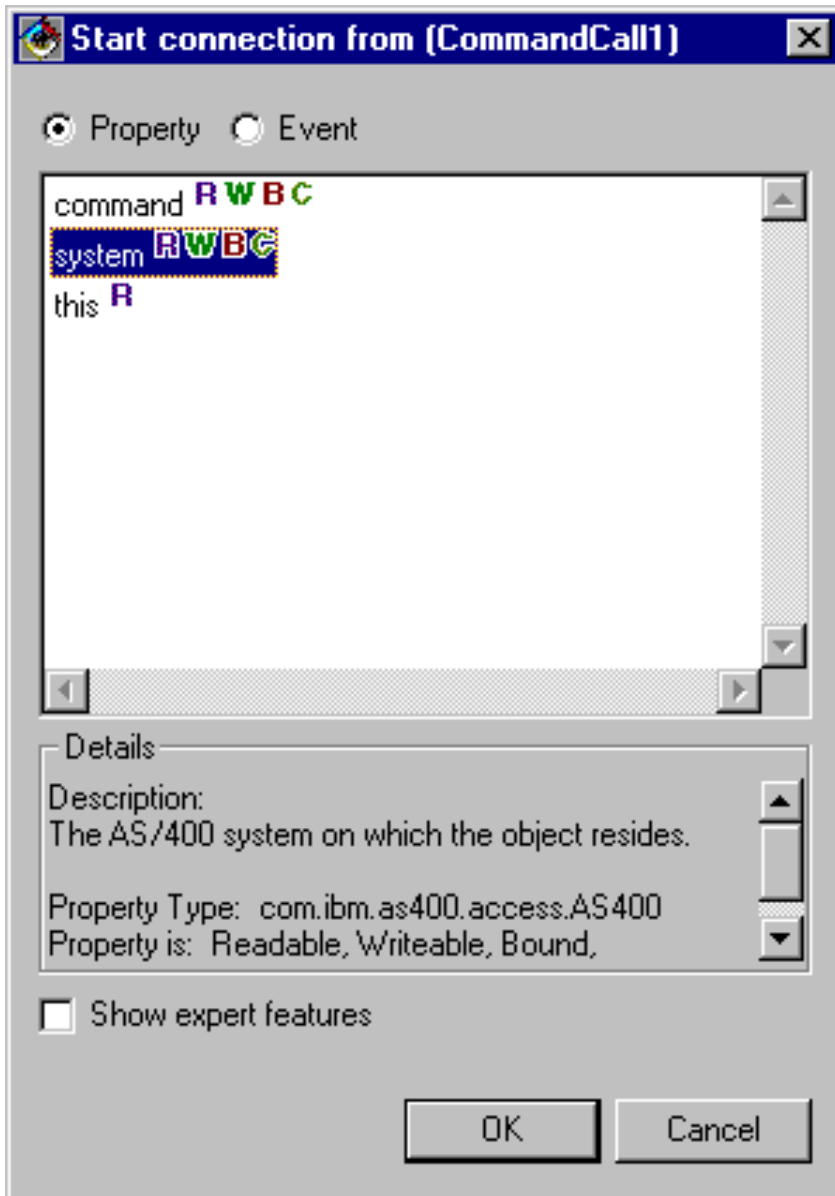 Start connection from (CommandCall1)
Property Event
command R W B C
system R W B C
this R
Details
Description:
The AS/400 system on which the object resides.
Property Type: com.ibm.as400.access.AS400
Property is: Readable, Writeable, Bound,
Show expert features
OK Cancel